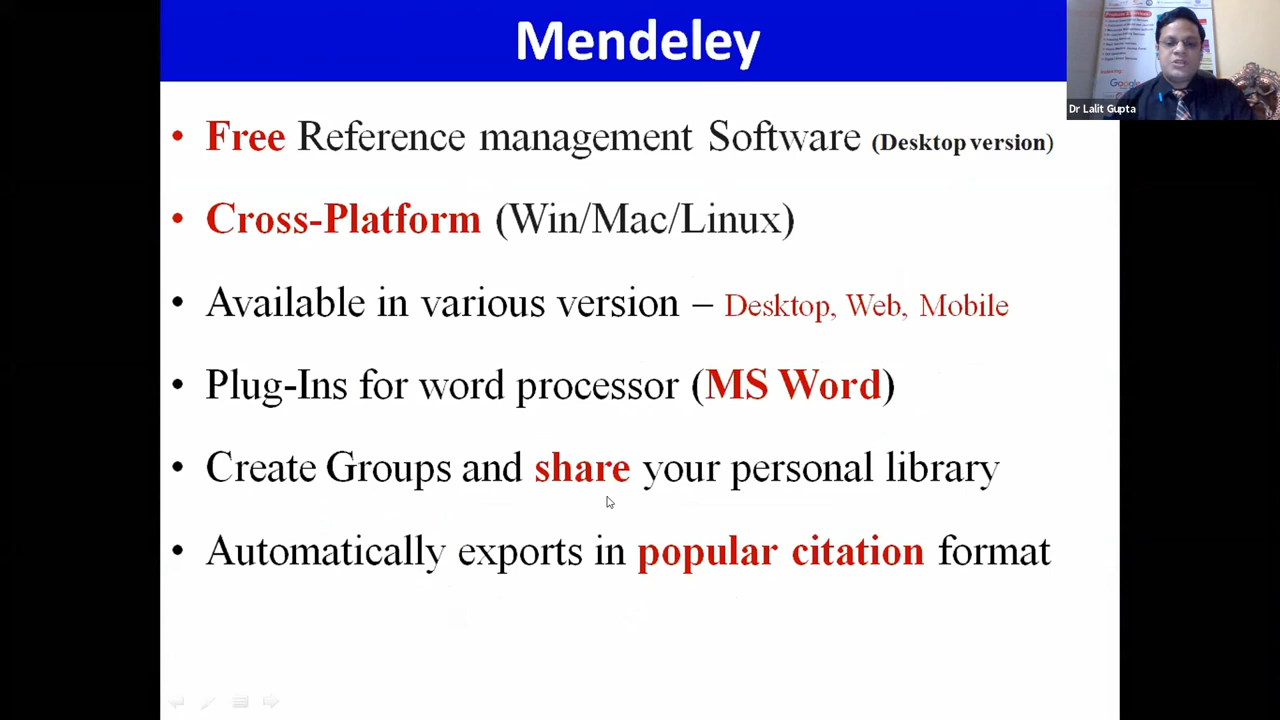 Mendeley
• Free Reference management Software (Desktop version)
• Cross-Platform (Win/Mac/Linux)
• Available in various version – Desktop, Web, Mobile
• Plug-Ins for word processor (MS Word)
• Create Groups and share your personal library
• Automatically exports in popular citation format
Google
Dr Lalit Gupta